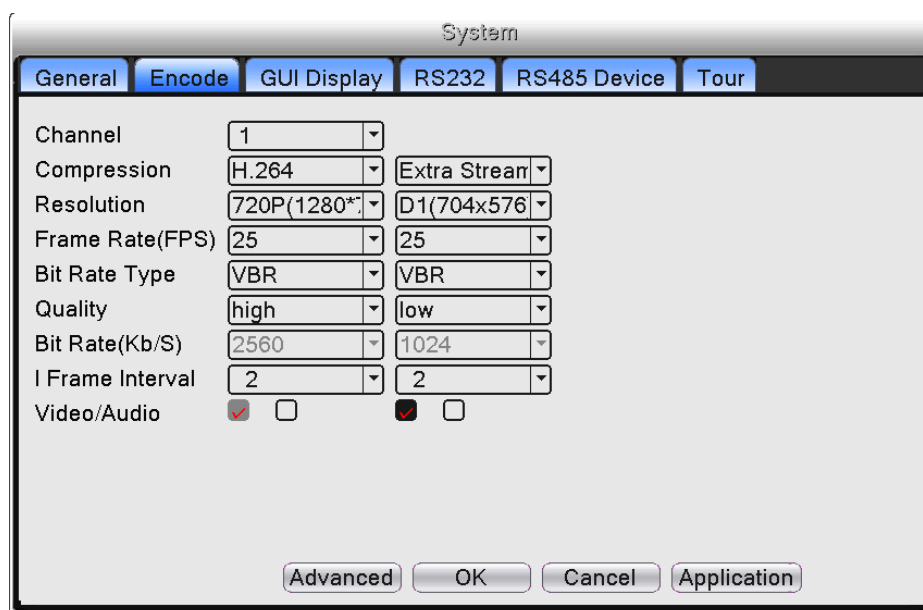 System
General Encode GUI Display RS232 RS485 Device Tour
Channel 1
Compression H.264 Extra Stream
Resolution 720P(1280* D1(704x576
Frame Rate(FPS) 25 25
Bit Rate Type VBR VBR
Quality high low
Bit Rate(Kb/S) 2560 1024
I Frame Interval 2 2
Video/Audio
Advanced OK Cancel Application